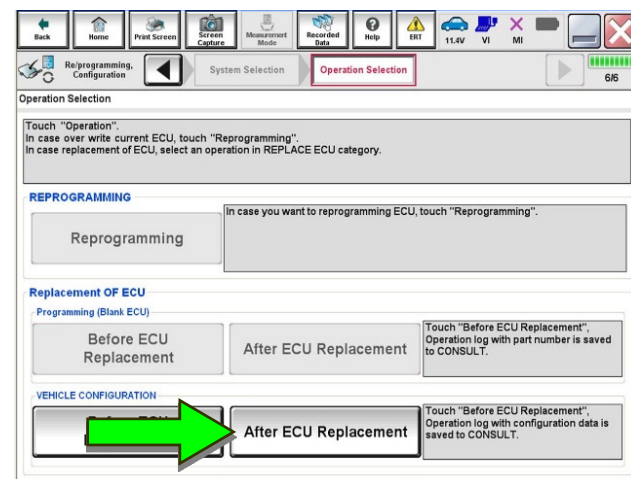 Back
Home
Print Screen
Screen
Capture
Measurement
Mode
Recorded
Data
Help
ERT
11.4V
VI
MI
Re/programming,
Configuration
System Selection
Operation Selection
6/6
Operation Selection
Touch "Operation".
In case over write current ECU, touch "Reprogramming".
In case replacement of ECU, select an operation in REPLACE ECU category.
REPROGRAMMING
Reprogramming
In case you want to reprogramming ECU, touch "Reprogramming".
Replacement OF ECU
Programming (Blank ECU)
Before ECU
Replacement
After ECU Replacement
Touch "Before ECU Replacement",
Operation log with part number is saved
to CONSULT.
VEHICLE CONFIGURATION
After ECU Replacement
Touch "Before ECU Replacement",
Operation log with configuration data is
saved to CONSULT.